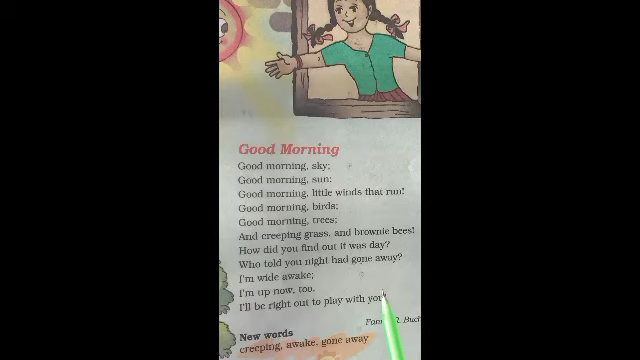 Good Morning
Good morning, sky;
Good morning, sun;
Good morning, little winds that run!
Good morning, birds;
Good morning, trees;
And creeping grass, and brownie bees!
How did you find out it was day?
Who told you night had gone away?
I'm wide awake;
I'm up now, too.
I'll be right out to play with you
New words
creeping, awake, gone away